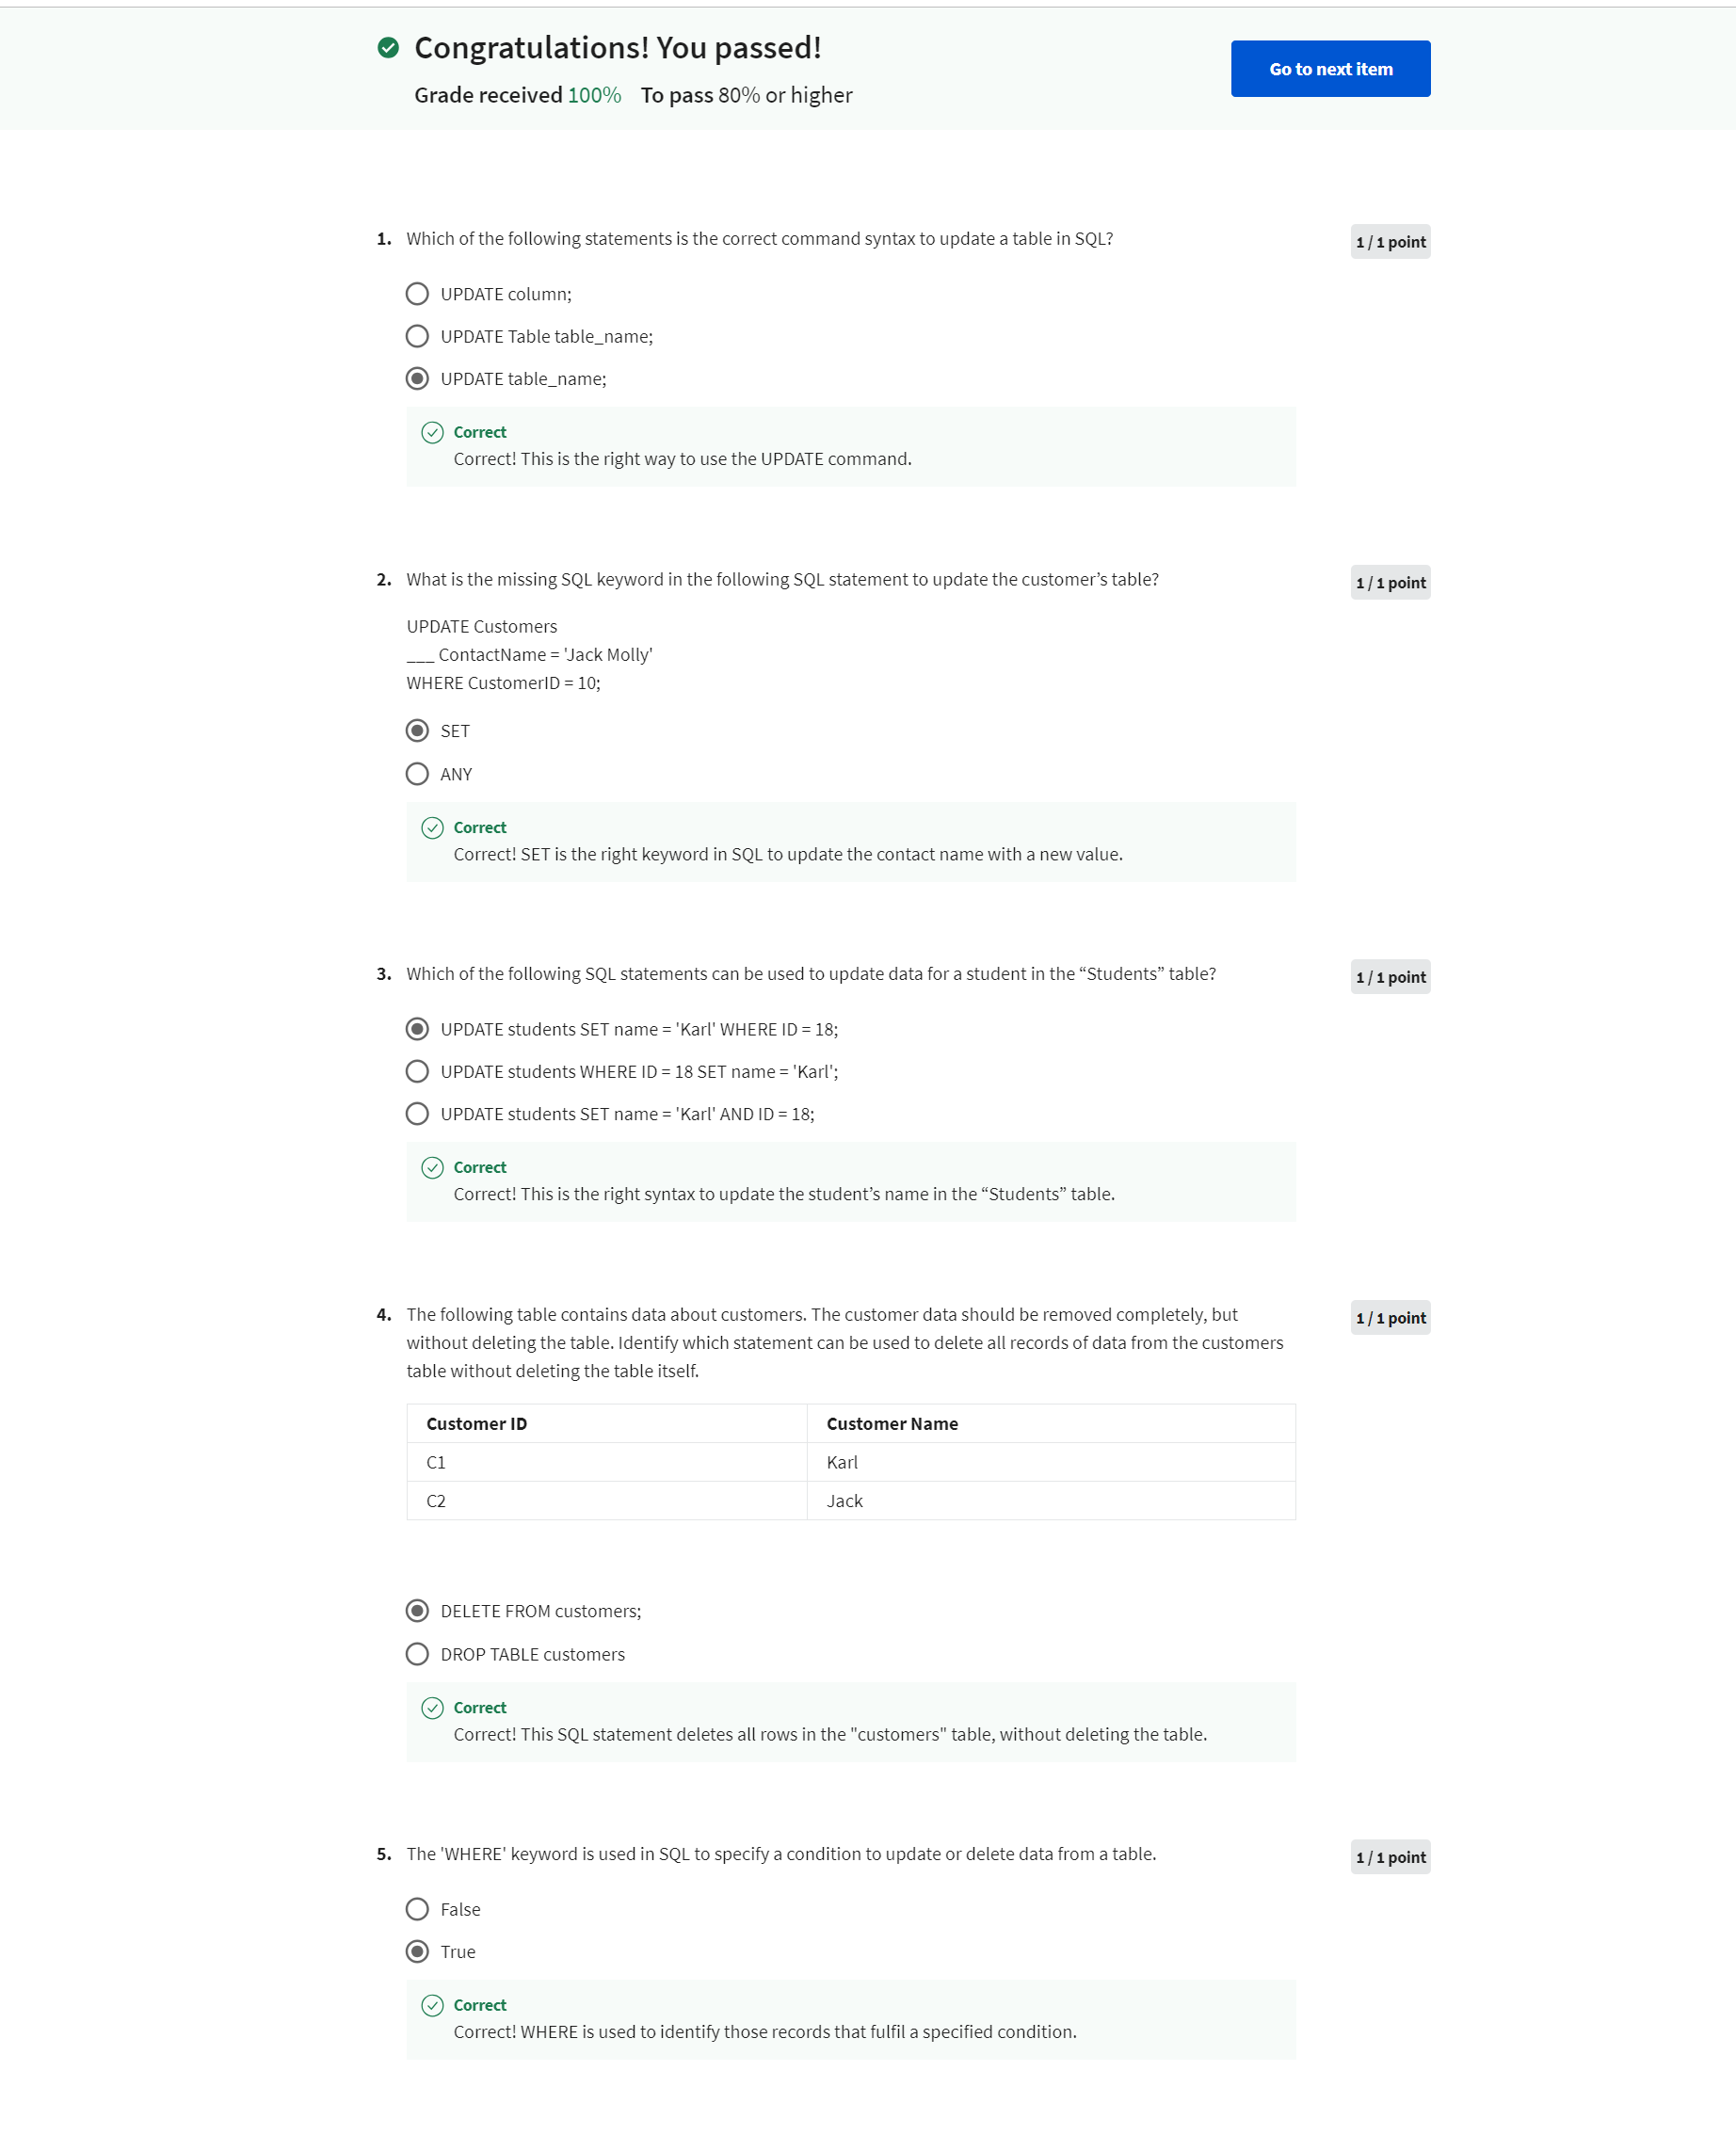 Congratulations! You passed!
Grade received 100% To pass 80% or higher
Go to next item
1. Which of the following statements is the correct command syntax to update a table in SQL?
1 / 1 point
UPDATE column;
UPDATE Table table_name;
UPDATE table_name;
Correct
Correct! This is the right way to use the UPDATE command.
2. What is the missing SQL keyword in the following SQL statement to update the customer’s table?
1 / 1 point
UPDATE Customers
___ ContactName = 'Jack Molly'
WHERE CustomerID = 10;
SET
ANY
Correct
Correct! SET is the right keyword in SQL to update the contact name with a new value.
3. Which of the following SQL statements can be used to update data for a student in the “Students” table?
1 / 1 point
UPDATE students SET name = 'Karl' WHERE ID = 18;
UPDATE students WHERE ID = 18 SET name = 'Karl';
UPDATE students SET name = 'Karl' AND ID = 18;
Correct
Correct! This is the right syntax to update the student’s name in the “Students” table.
4. The following table contains data about customers. The customer data should be removed completely, but
without deleting the table. Identify which statement can be used to delete all records of data from the customers
table without deleting the table itself.
1 / 1 point
Customer ID Customer Name
C1 Karl
C2 Jack
DELETE FROM customers;
DROP TABLE customers
Correct
Correct! This SQL statement deletes all rows in the "customers" table, without deleting the table.
5. The 'WHERE' keyword is used in SQL to specify a condition to update or delete data from a table.
1 / 1 point
False
True
Correct
Correct! WHERE is used to identify those records that fulfil a specified condition.